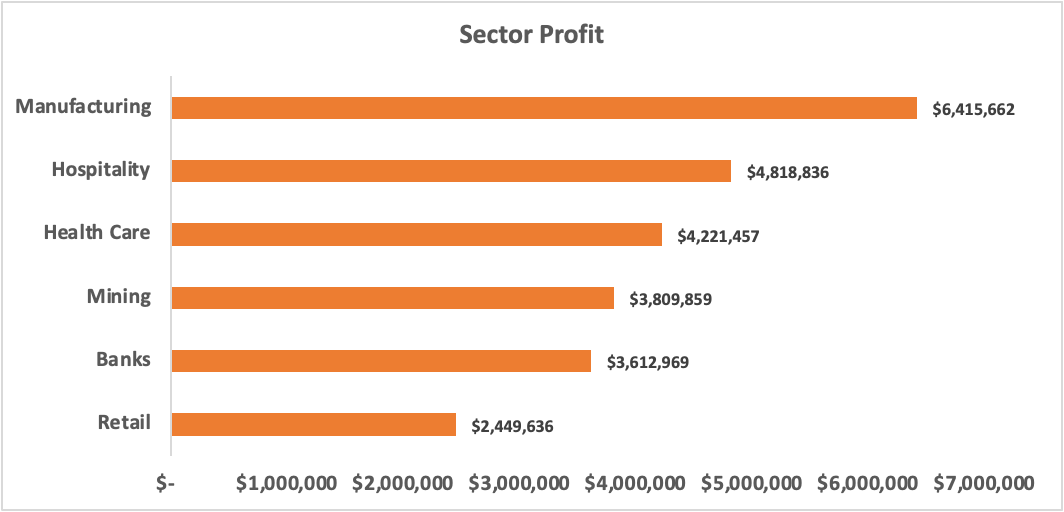 Sector Profit
Manufacturing $6,415,662
Hospitality $4,818,836
Health Care $4,221,457
Mining $3,809,859
Banks $3,612,969
Retail $2,449,636
$- $1,000,000 $2,000,000 $3,000,000 $4,000,000 $5,000,000 $6,000,000 $7,000,000